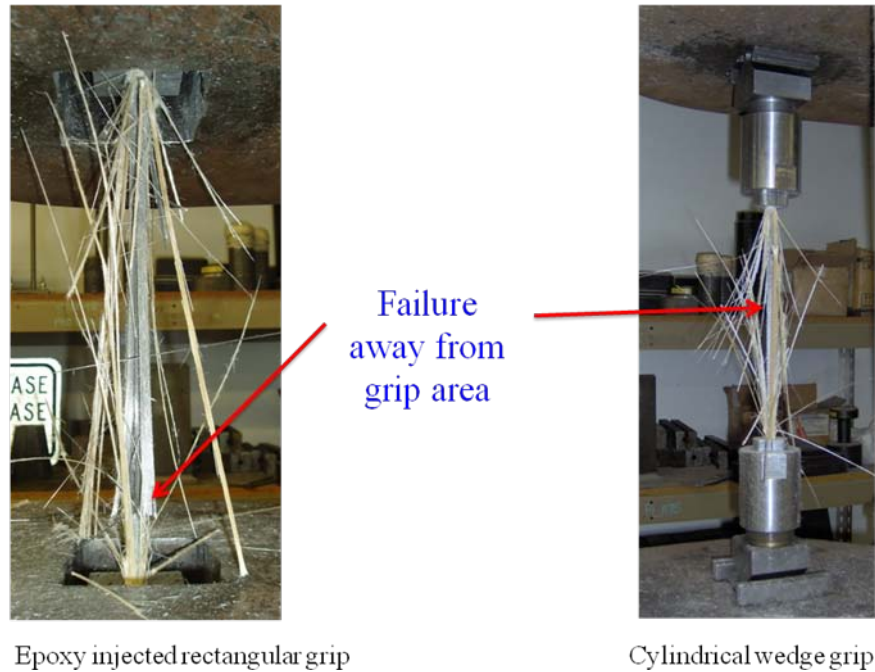 Failure
away from
grip area
ASE
ASE
Epoxy injected rectangular grip
Cylindrical wedge grip